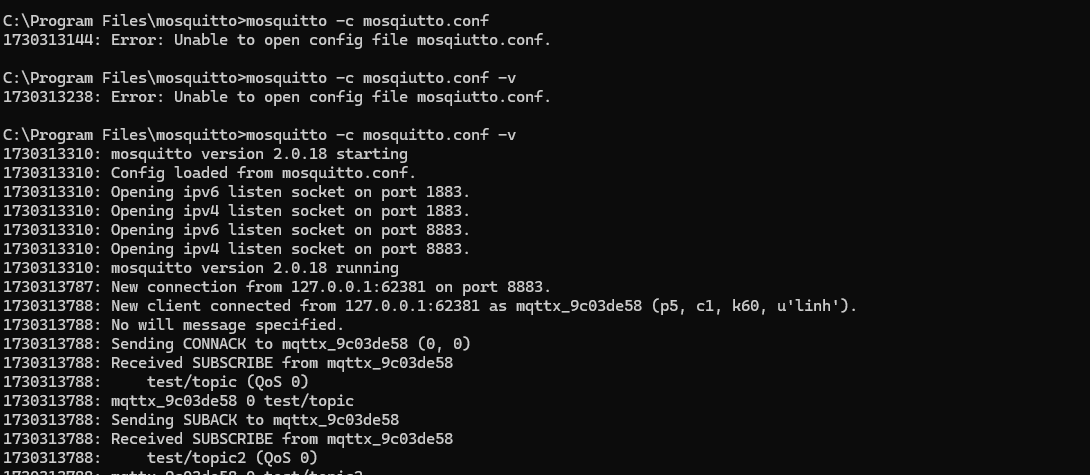 C:\Program Files\mosquitto>mosquitto -c mosqiutto.conf
1730313144: Error: Unable to open config file mosqiutto.conf.
C:\Program Files\mosquitto>mosquitto -c mosqiutto.conf -v
1730313238: Error: Unable to open config file mosqiutto.conf.
C:\Program Files\mosquitto>mosquitto -c mosquitto.conf -v
1730313310: mosquitto version 2.0.18 starting
1730313310: Config loaded from mosquitto.conf.
1730313310: Opening ipv6 listen socket on port 1883.
1730313310: Opening ipv4 listen socket on port 1883.
1730313310: Opening ipv6 listen socket on port 8883.
1730313310: Opening ipv4 listen socket on port 8883.
1730313310: mosquitto version 2.0.18 running
1730313787: New connection from 127.0.0.1:62381 on port 8883.
1730313788: New client connected from 127.0.0.1:62381 as mqttx_9c03de58 (p5, c1, k60, u'linh').
1730313788: No will message specified.
1730313788: Sending CONNACK to mqttx_9c03de58 (0, 0)
1730313788: Received SUBSCRIBE from mqttx_9c03de58
1730313788:     test/topic (QoS 0)
1730313788: mqttx_9c03de58 0 test/topic
1730313788: Sending SUBACK to mqttx_9c03de58
1730313788: Received SUBSCRIBE from mqttx_9c03de58
1730313788:     test/topic2 (QoS 0)
1730313788: mqttx_9c03de58 0 test/topic2